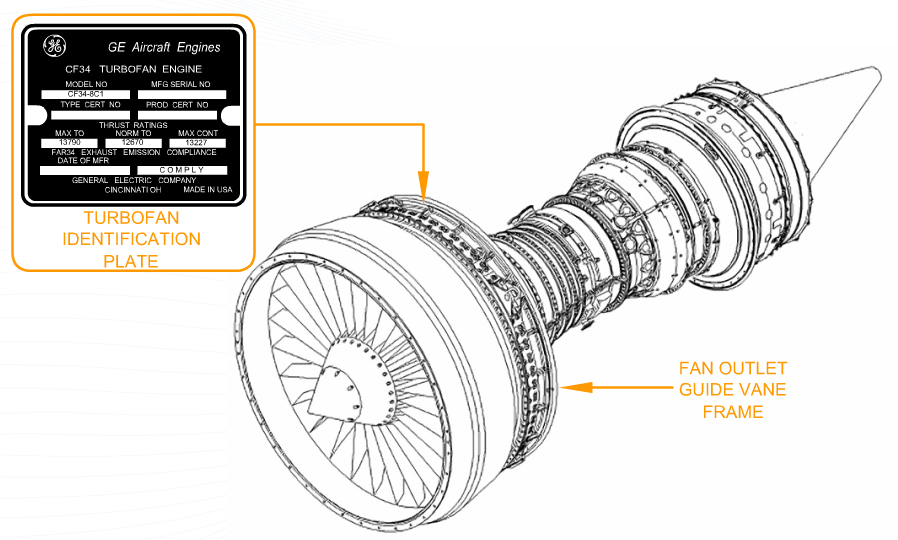 GE Aircraft Engines
CF34 TURBOFAN ENGINE
MODEL NO MFG SERIAL NO
CF34-8C1
TYPE CERT NO PROD CERT NO
THRUST RATINGS
MAX TO NORM TO MAX CONT
13790 12670 13227
FAR34 EXHAUST EMISSION COMPLIANCE
DATE OF MFR
COMPLY
GENERAL ELECTRIC COMPANY
CINCINNATI OH MADE IN USA
TURBOFAN
IDENTIFICATION
PLATE
FAN OUTLET
GUIDE VANE
FRAME